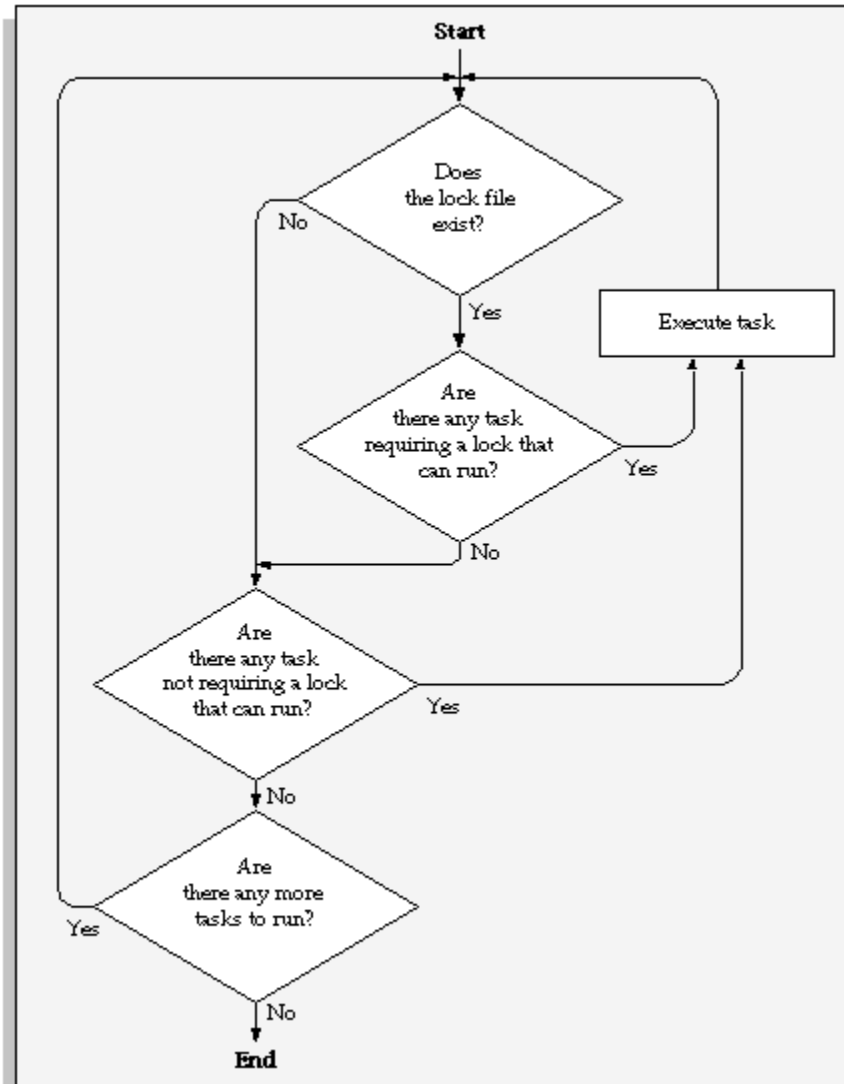 Start
Does
the lock file
exist?
No
Yes
Execute task
Are
there any task
requiring a lock that
can run?
Yes
No
Are
there any task
not requiring a lock
that can run?
Yes
No
Are
there any more
tasks to run?
Yes
No
End